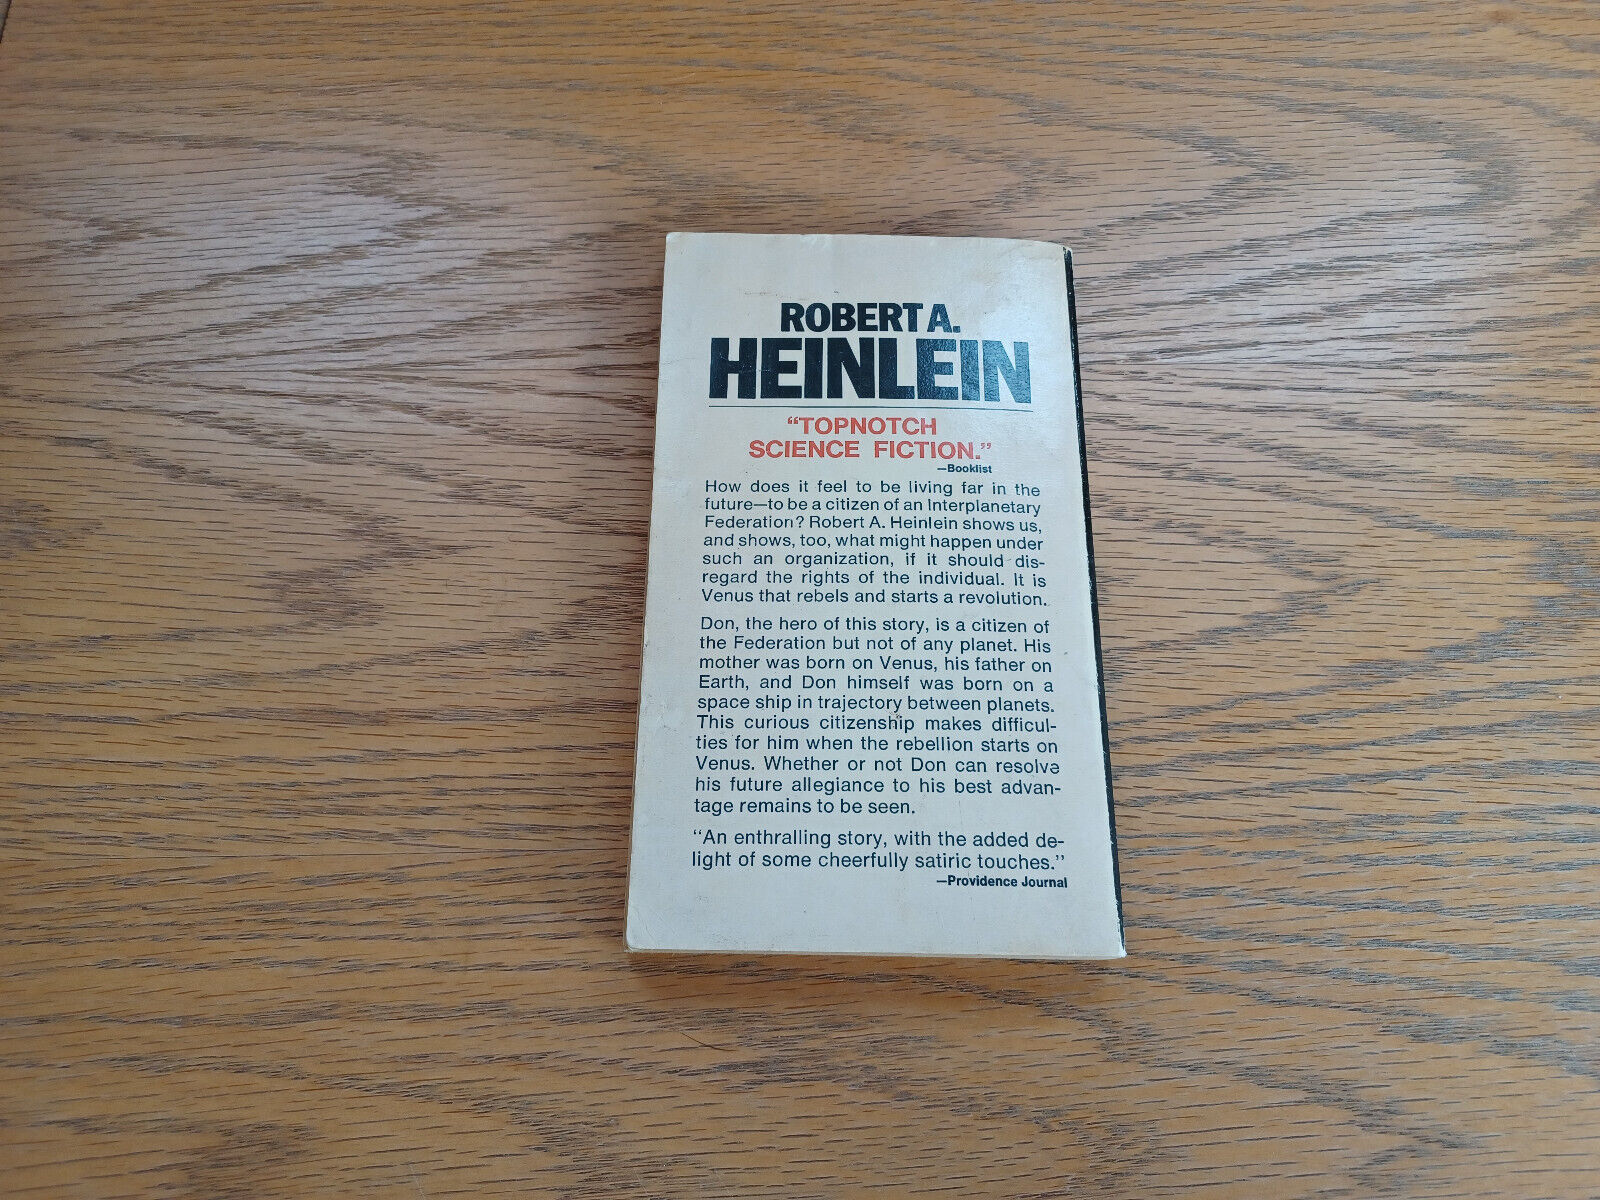 ROBERT A.
HEINLEIN
“TOPNOTCH
SCIENCE FICTION.”
—Booklist
How does it feel to be living far in the
future—to be a citizen of an Interplanetary
Federation? Robert A. Heinlein shows us,
and shows, too, what might happen under
such an organization, if it should dis-
regard the rights of the individual. It is
Venus that rebels and starts a revolution.
Don, the hero of this story, is a citizen of
the Federation but not of any planet. His
mother was born on Venus, his father on
Earth, and Don himself was born on a
space ship in trajectory between planets.
This curious citizenship makes difficul-
ties for him when the rebellion starts on
Venus. Whether or not Don can resolve
his future allegiance to his best advan-
tage remains to be seen.
“An enthralling story, with the added de-
light of some cheerfully satiric touches.”
—Providence Journal